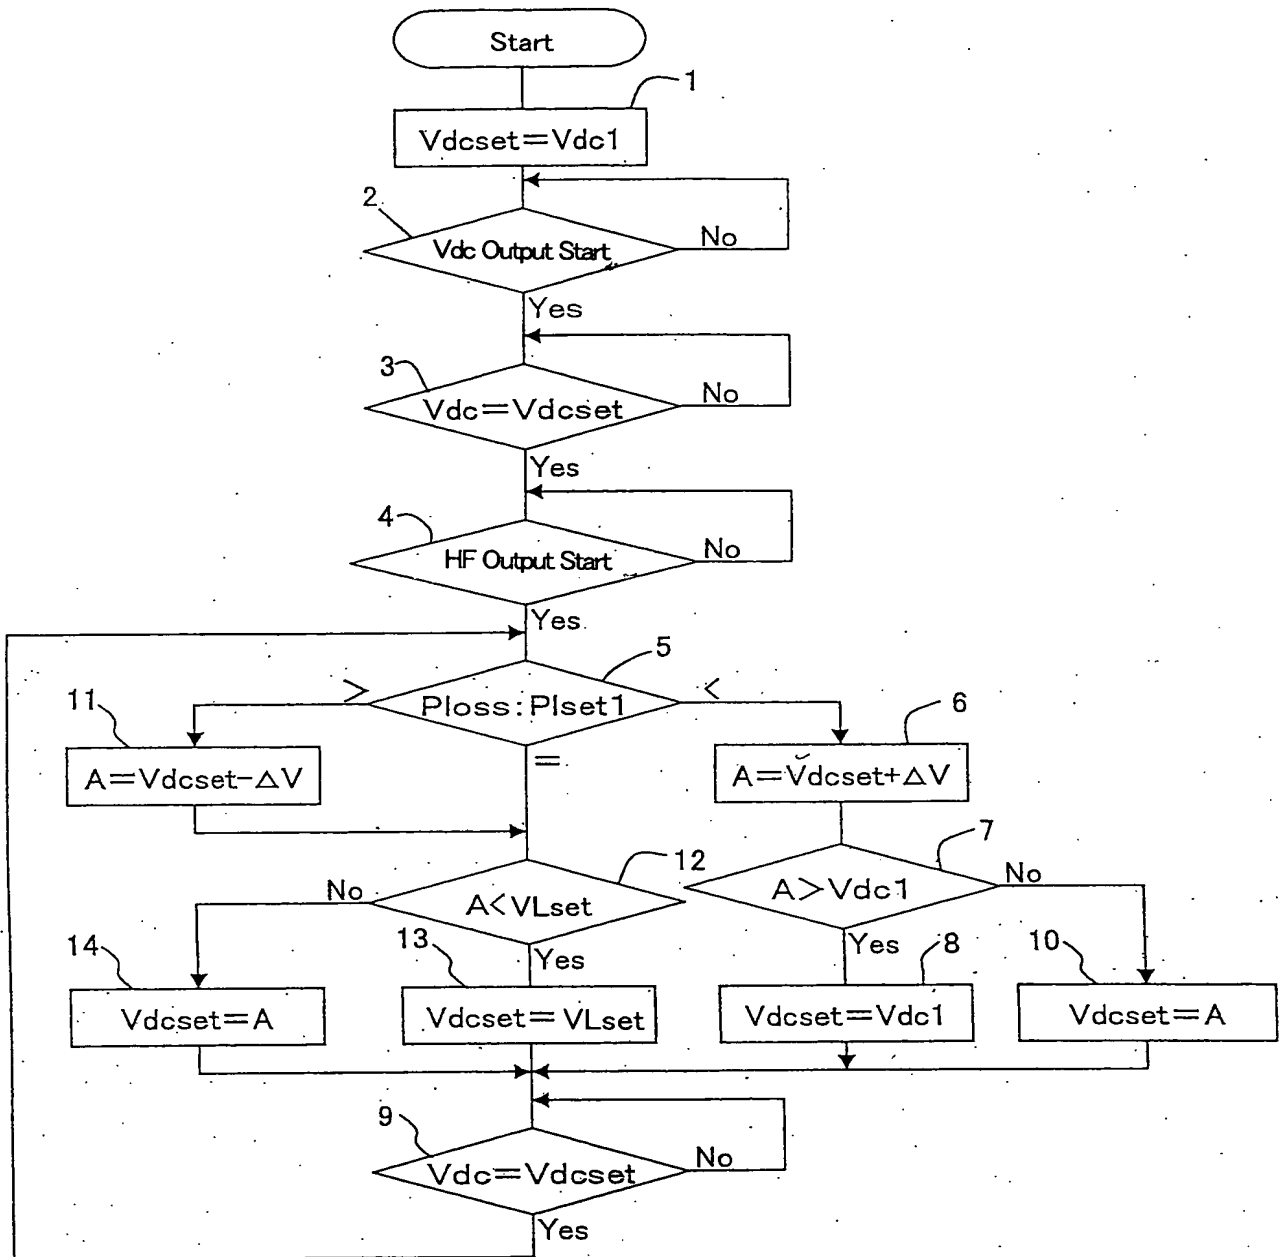 Start
1
Vdcset=Vdc1
2
Vdc Output Start
No
Yes
3
Vdc=Vdcset
No
Yes
4
HF Output Start
No
Yes
5
>
Ploss:Plset1
<
11
6
A=Vdcset-△V
=
A=Vdcset+△V
7
12
No
A<VLset
A>Vdc1
No
14
13
Yes
Yes
8
10
Vdcset=A
Vdcset=VLset
Vdcset=Vdc1
Vdcset=A
9
Vdc=Vdcset
No
Yes